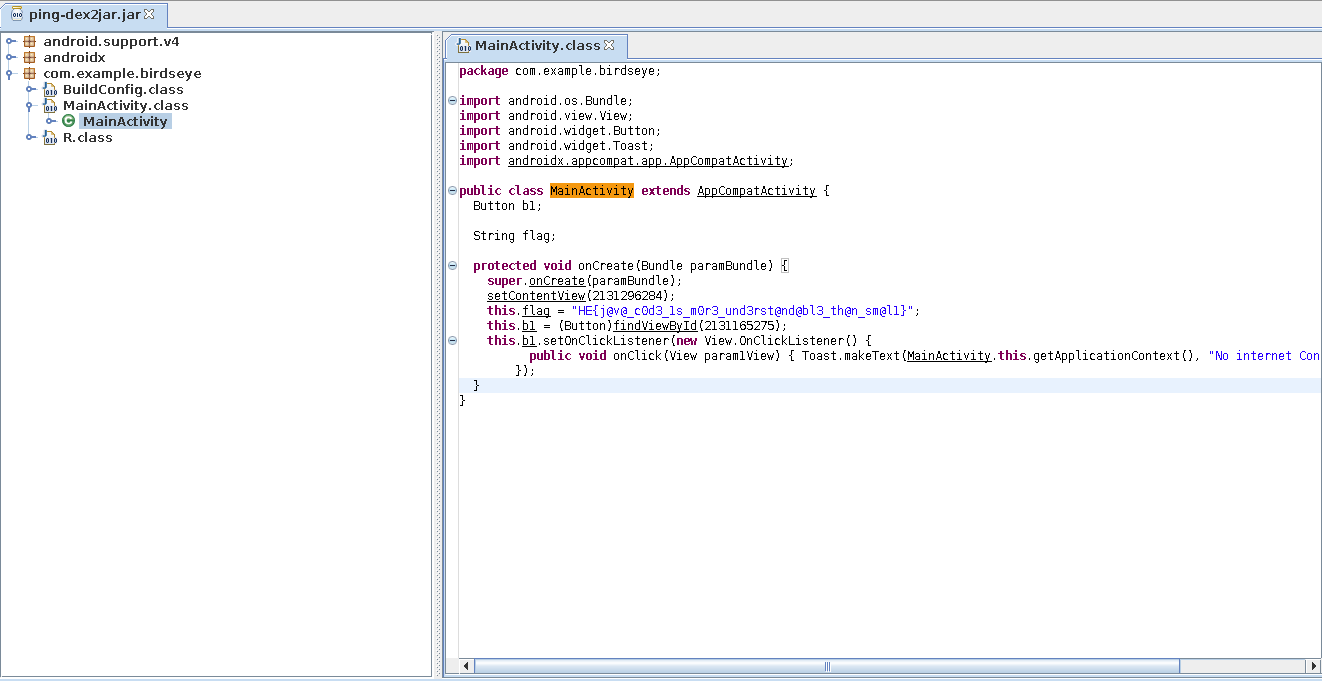 ping-dex2jar.jar
android.support.v4
androidx
com.example.birdseye
BuildConfig.class
MainActivity.class
MainActivity
R.class
MainActivity.class
package com.example.birdseye;
import android.os.Bundle;
import android.view.View;
import android.widget.Button;
import android.widget.Toast;
import androidx.appcompat.app.AppCompatActivity;
public class MainActivity extends AppCompatActivity {
Button b1;
String flag;
protected void onCreate(Bundle paramBundle) {
super.onCreate(paramBundle);
setContentView(2131296284);
this.flag = "HE{j@v@_c0d3_1s_m0r3_und3rst@nd@bl3_th@n_sm@l1}";
this.b1 = (Button)findViewById(2131165275);
this.b1.setOnClickListener(new View.OnClickListener() {
public void onClick(View param1View) { Toast.makeText(MainActivity.this.getApplicationContext(), "No internet Con
});
}
}